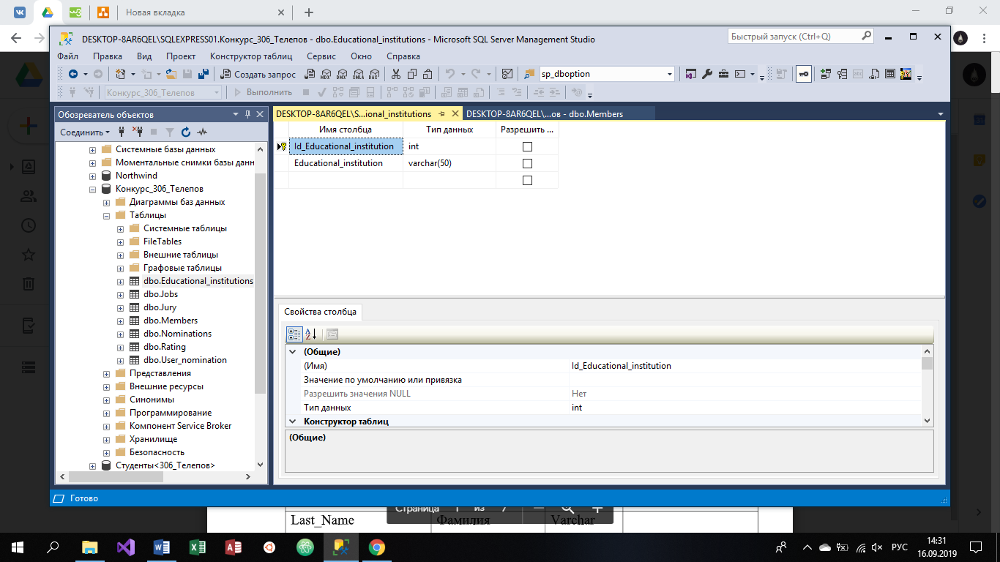 Новая вкладка
DESKTOP-8AR6QEL\SQLEXPRESS01.Конкурс_306_Телепов - dbo.Educational_institutions - Microsoft SQL Server Management Studio
Быстрый запуск (Ctrl+Q)
Файл Правка Вид Проект Конструктор таблиц Сервис Окно Справка
Создать запрос MDX DMX XMLA DAX sp_dboption
Конкурс_306_Телепов Выполнить
Обозреватель объектов
Соединить
Системные базы данных
Моментальные снимки базы данн
Northwind
Конкурс_306_Телепов
Диаграммы баз данных
Таблицы
Системные таблицы
FileTables
Внешние таблицы
Графовые таблицы
dbo.Educational_institutions
dbo.Jobs
dbo.Jury
dbo.Members
dbo.Nominations
dbo.Rating
dbo.User_nomination
Представления
Внешние ресурсы
Синонимы
Программирование
Компонент Service Broker
Хранилище
Безопасность
Студенты<306_Телепов>
DESKTOP-8AR6QEL\S...ional_institutions DESKTOP-8AR6QEL\...ов - dbo.Members
Имя столбца Тип данных Разрешить ...
Id_Educational_institution int
Educational_institution varchar(50)
Свойства столбца
(Общие)
(Имя) Id_Educational_institution
Значение по умолчанию или привязка
Разрешить значения NULL Нет
Тип данных int
Конструктор таблиц
(Общие)
Готово
Страница 1 из 7
Last_Name Фамилия Varchar
РУС
14:31
16.09.2019